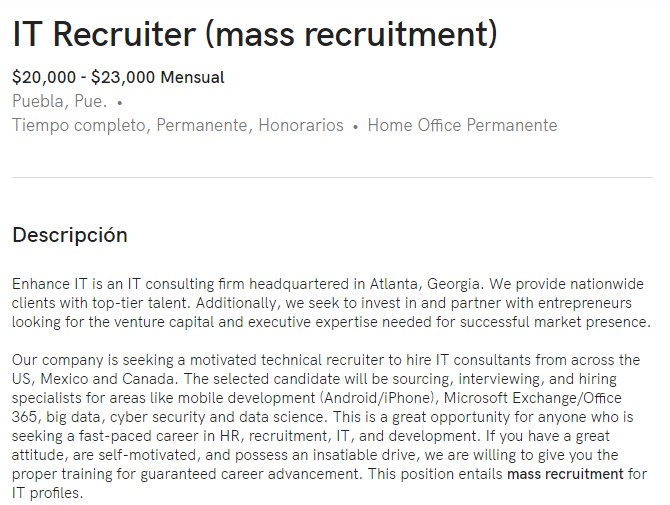 IT Recruiter (mass recruitment)
$20,000 - $23,000 Mensual
Puebla, Pue. •
Tiempo completo, Permanente, Honorarios • Home Office Permanente
Descripción
Enhance IT is an IT consulting firm headquartered in Atlanta, Georgia. We provide nationwide
clients with top-tier talent. Additionally, we seek to invest in and partner with entrepreneurs
looking for the venture capital and executive expertise needed for successful market presence.
Our company is seeking a motivated technical recruiter to hire IT consultants from across the
US, Mexico and Canada. The selected candidate will be sourcing, interviewing, and hiring
specialists for areas like mobile development (Android/iPhone), Microsoft Exchange/Office
365, big data, cyber security and data science. This is a great opportunity for anyone who is
seeking a fast-paced career in HR, recruitment, IT, and development. If you have a great
attitude, are self-motivated, and possess an insatiable drive, we are willing to give you the
proper training for guaranteed career advancement. This position entails mass recruitment for
IT profiles.